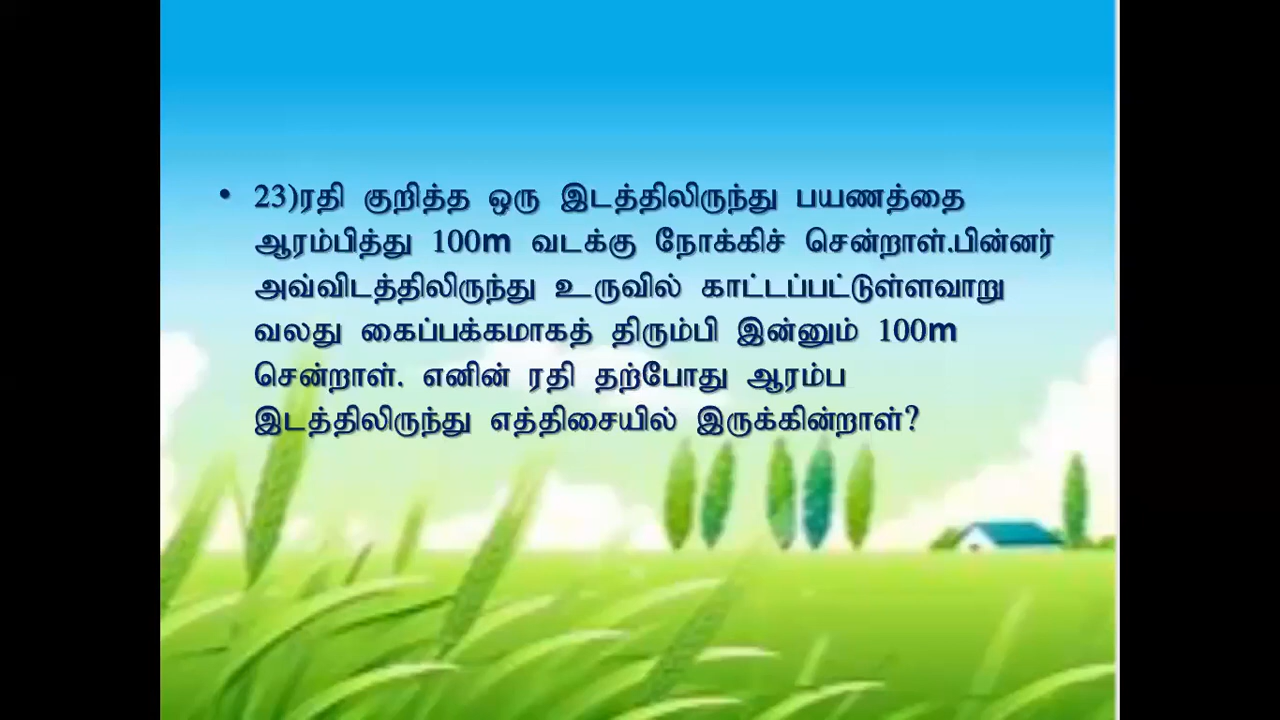 • 23)ரதி குறித்த ஒரு இடத்திலிருந்து பயணத்தை
ஆரம்பித்து 100m வடக்கு நோக்கிச் சென்றாள்.பின்னர்
அவ்விடத்திலிருந்து உருவில் காட்டப்பட்டுள்ளவாறு
வலது கைப்பக்கமாகத் திரும்பி இன்னும் 100m
சென்றாள். எனின் ரதி தற்போது ஆரம்ப
இடத்திலிருந்து எத்திசையில் இருக்கின்றாள்?